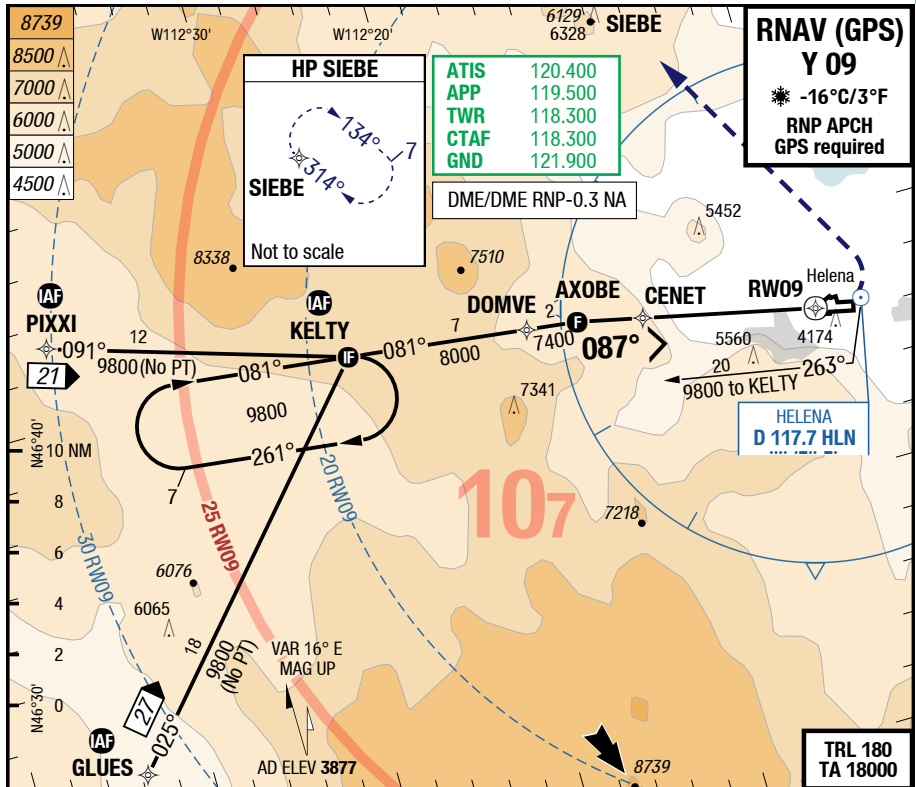 8739
8500
7000
6000
5000
4500
W112°30'
W112°20'
6129
6328
SIEBE
RNAV (GPS)
Y 09
-16°C/3°F
RNP APCH
GPS required
HP SIEBE
134°
7
314°
SIEBE
Not to scale
ATIS 120.400
APP 119.500
TWR 118.300
CTAF 118.300
GND 121.900
DME/DME RNP-0.3 NA
5452
8338
7510
IAF
PIXXI
IAF
KELTY
IF
DOMVE
AXOBE
F
CENET
RW09
Helena
091°
12
9800 (No PT)
21
081°
081°
7
8000
2
7400
087°
5560
4174
20
263°
9800 to KELTY
9800
261°
7
7341
HELENA
D 117.7 HLN
N46°40'
10 NM
8
6
4
2
0
N46°30'
107
7218
20 RW09
25 RW09
30 RW09
6076
6065
18
9800
(No PT)
VAR 16° E
MAG UP
27
025°
IAF
GLUES
AD ELEV 3877
8739
TRL 180
TA 18000